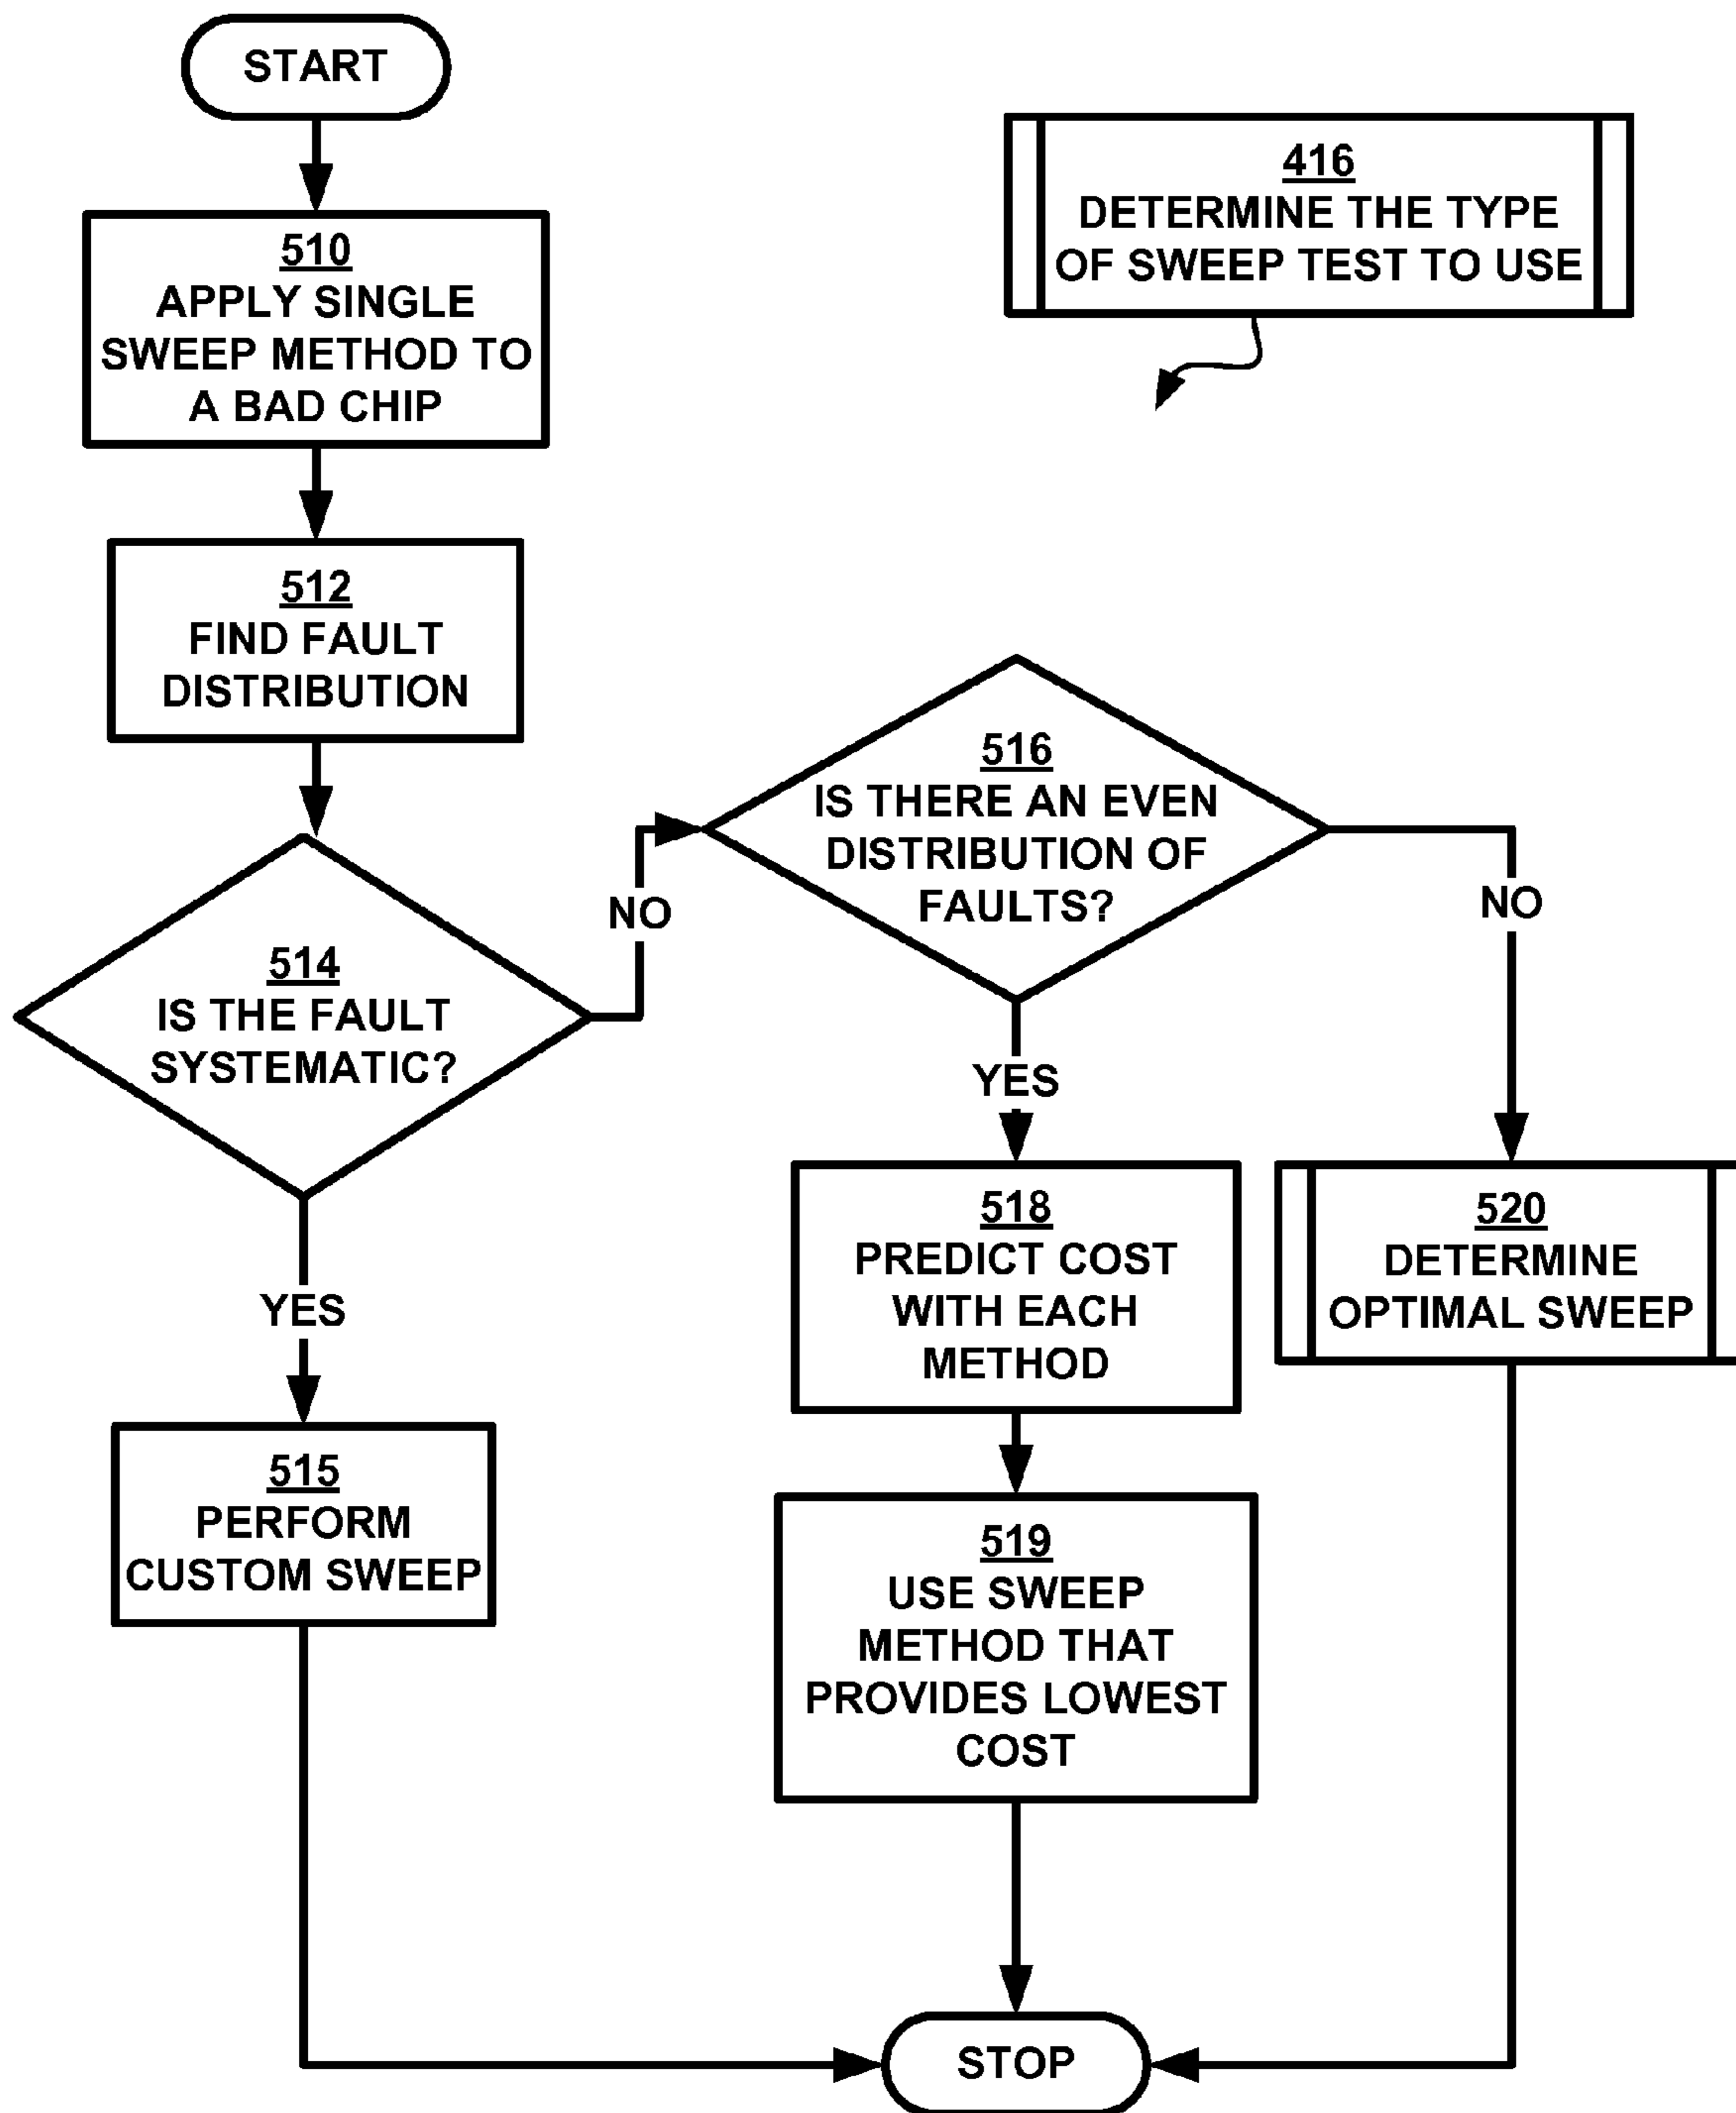 START
416
DETERMINE THE TYPE
OF SWEEP TEST TO USE
510
APPLY SINGLE
SWEEP METHOD TO
A BAD CHIP
512
FIND FAULT
DISTRIBUTION
514
IS THE FAULT
SYSTEMATIC?
NO
YES
515
PERFORM
CUSTOM SWEEP
516
IS THERE AN EVEN
DISTRIBUTION OF
FAULTS?
NO
YES
518
PREDICT COST
WITH EACH
METHOD
519
USE SWEEP
METHOD THAT
PROVIDES LOWEST
COST
520
DETERMINE
OPTIMAL SWEEP
STOP